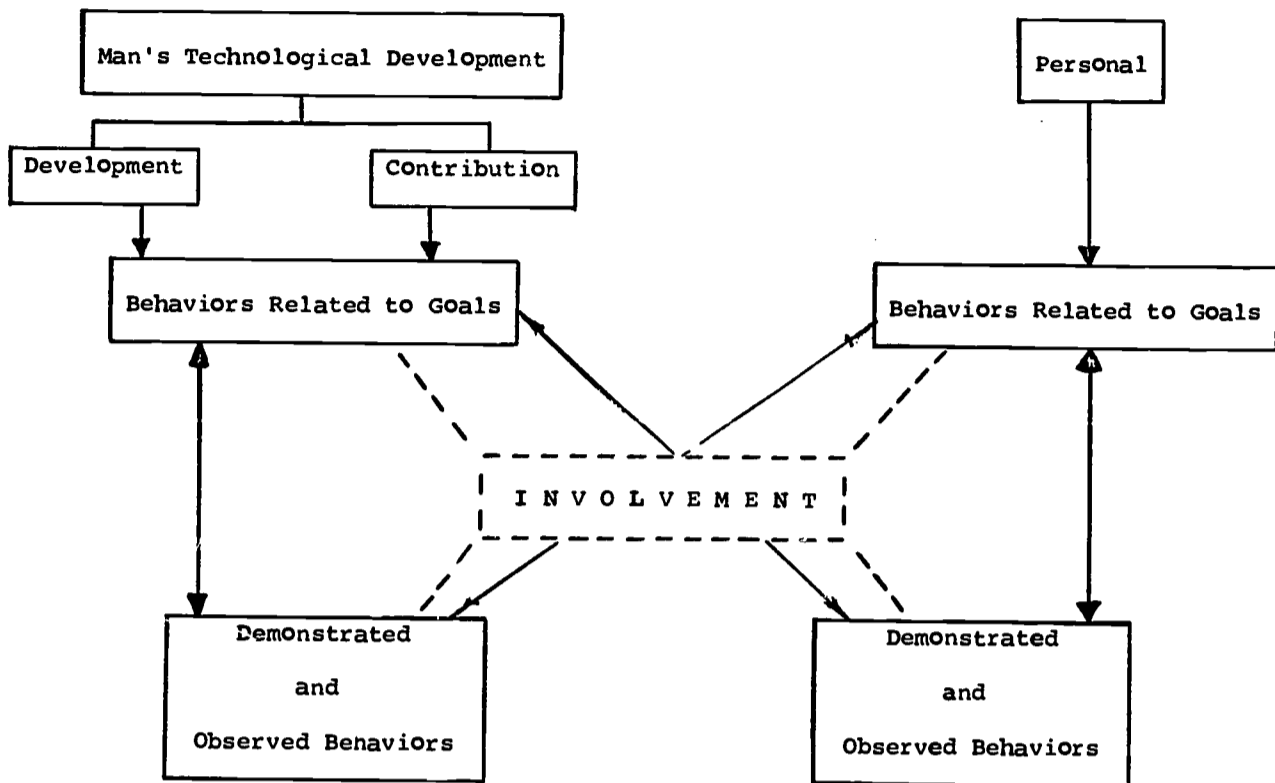 Man's Technological Development
Personal
Development
Contribution
Behaviors Related to Goals
Behaviors Related to Goals
I N V O L V E M E N T
Demonstrated
and
Observed Behaviors
Demonstrated
and
Observed Behaviors